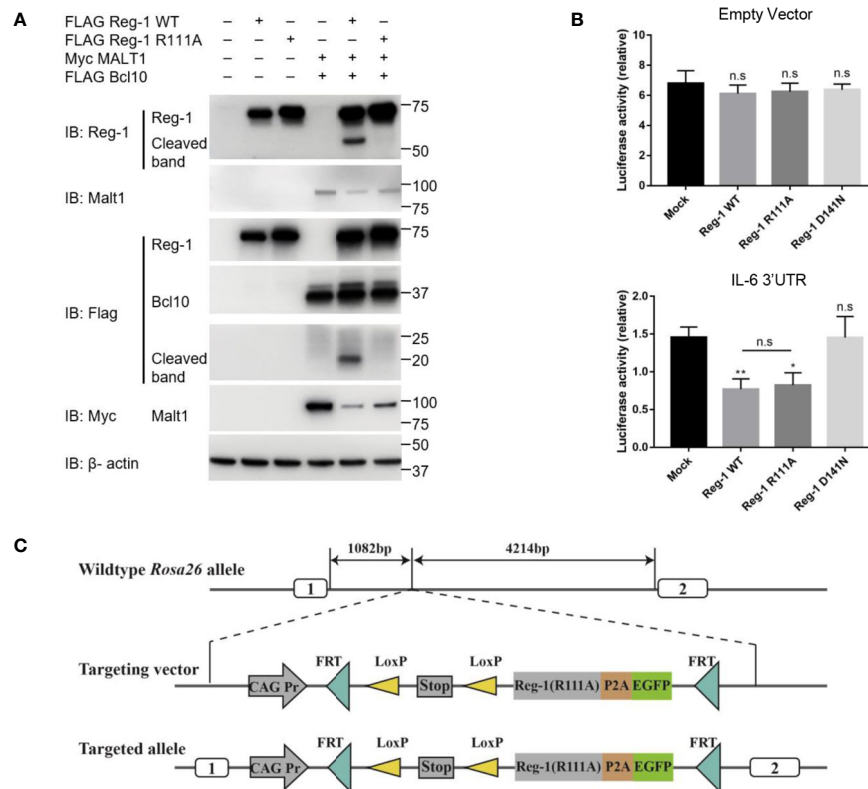 A
FLAG Reg-1 WT – + – – + –
FLAG Reg-1 R111A – – + – – +
Myc MALT1 – – – + + +
FLAG Bcl10 – – – + + +
IB: Reg-1
Reg-1
Cleaved
band
75
50
IB: Malt1
100
75
IB: Flag
Reg-1
75
Bcl10
37
Cleaved
band
25
20
IB: Myc Malt1
100
75
IB: β- actin
50
37
B
Empty Vector
Luciferase activity (relative)
10
8
6
4
2
0
n.s
n.s
n.s
Mock
Reg-1 WT
Reg-1 R111A
Reg-1 D141N
IL-6 3'UTR
Luciferase activity (relative)
2.0
1.5
1.0
0.5
0.0
n.s
n.s
**
*
Mock
Reg-1 WT
Reg-1 R111A
Reg-1 D141N
C
1082bp 4214bp
Wildtype Rosa26 allele
1 2
Targeting vector
FRT LoxP LoxP FRT
CAG Pr Stop Reg-1(R111A) P2A EGFP
Targeted allele
FRT LoxP LoxP FRT
1 CAG Pr Stop Reg-1(R111A) P2A EGFP 2